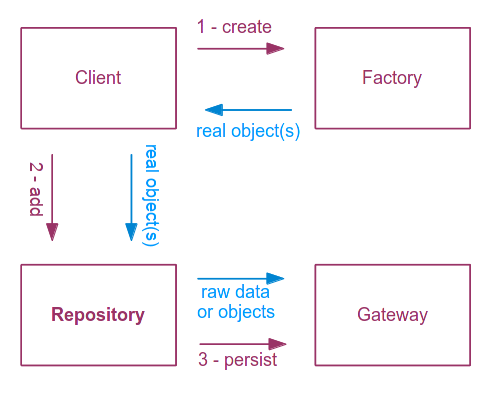 1 - create
Client
Factory
real object(s)
2 - add
real object(s)
Repository
raw data
or objects
Gateway
3 - persist